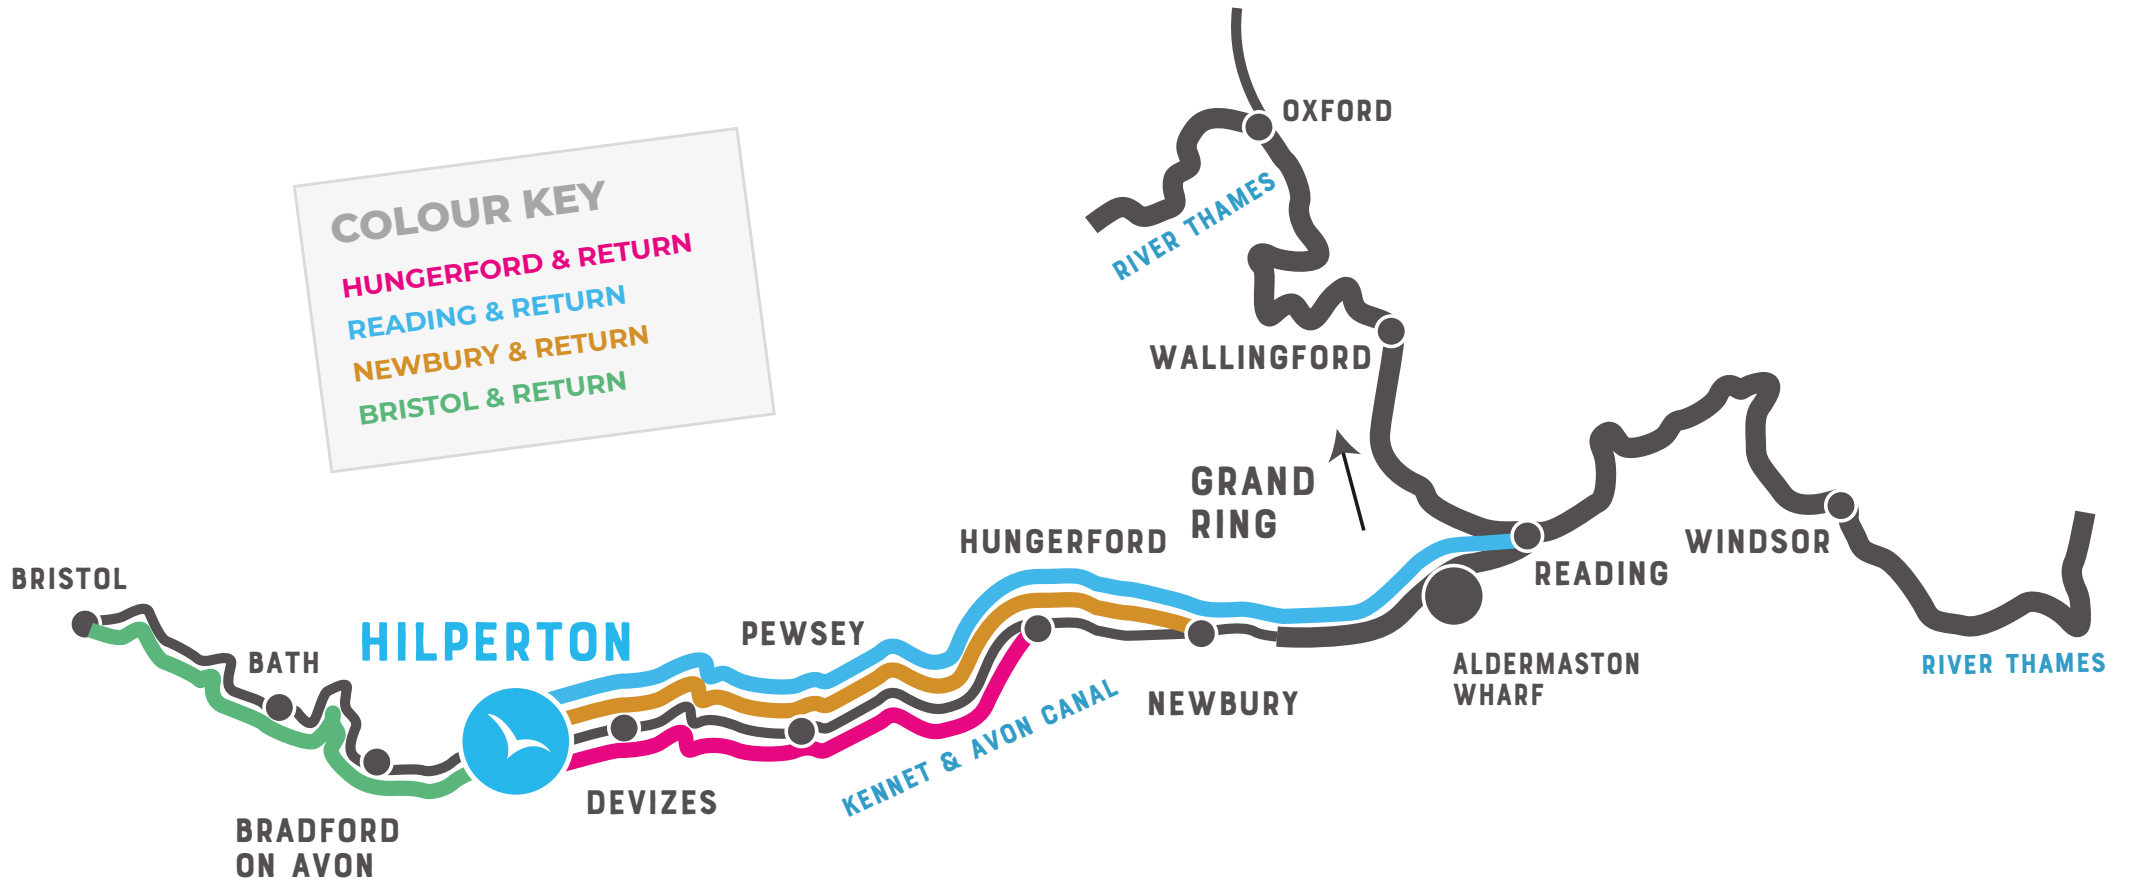 OXFORD
RIVER THAMES
COLOUR KEY
HUNGERFORD & RETURN
READING & RETURN
NEWBURY & RETURN
BRISTOL & RETURN
WALLINGFORD
GRAND
RING
HUNGERFORD
WINDSOR
READING
BRISTOL
HILPERTON
PEWSEY
BATH
ALDERMASTON
WHARF
RIVER THAMES
NEWBURY
KENNET & AVON CANAL
DEVIZES
BRADFORD
ON AVON